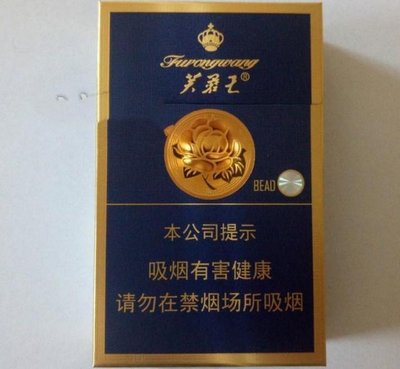 Furongwang
芙蓉王®
BEAD
本公司提示
吸烟有害健康
请勿在禁烟场所吸烟